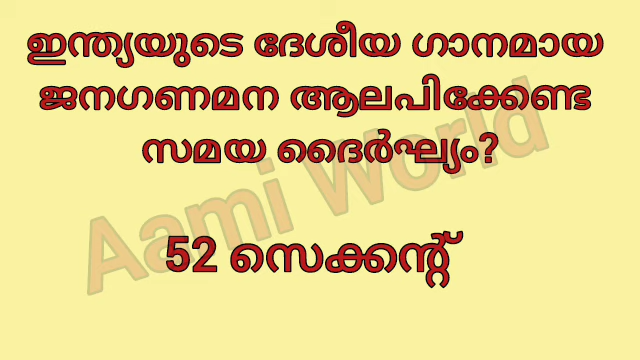 ഇന്ത്യയുടെ ദേശീയ ഗാനമായ
ജനഗണമന ആലപിക്കേണ്ട
സമയ ദൈർഘ്യം?
Aami World
52 സെക്കന്റ്